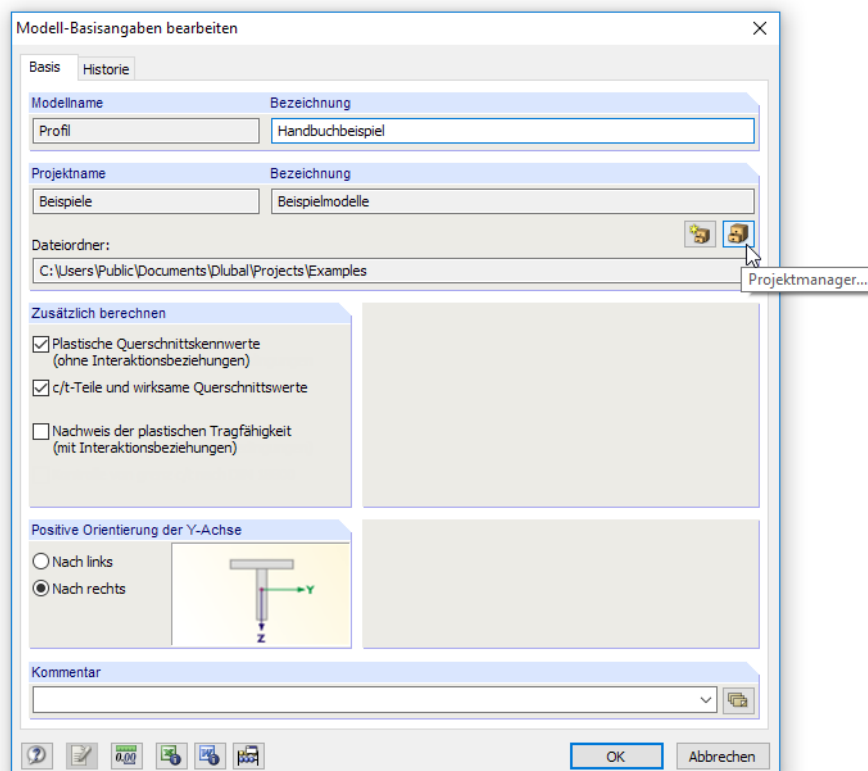 Modell-Basisangaben bearbeiten
Basis
Historie
Modellname
Bezeichnung
Profil
Handbuchbeispiel
Projektname
Bezeichnung
Beispiele
Beispielmodelle
Dateiordner:
C:\Users\Public\Documents\Dlubal\Projects\Examples
Projektmanager...
Zusätzlich berechnen
Plastische Querschnittskennwerte
(ohne Interaktionsbeziehungen)
c/t-Teile und wirksame Querschnittswerte
Nachweis der plastischen Tragfähigkeit
(mit Interaktionsbeziehungen)
Positive Orientierung der Y-Achse
Nach links
Nach rechts
Y
Z
Kommentar
0.00
OK
Abbrechen